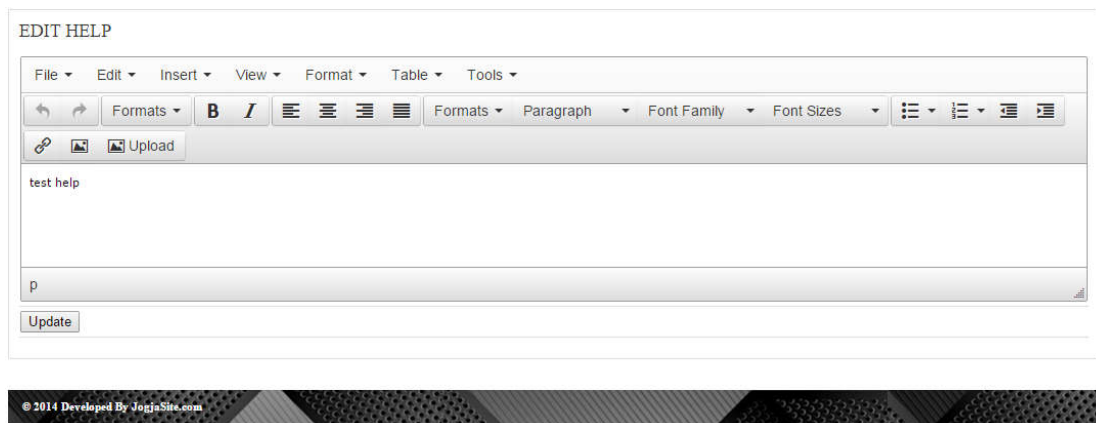 EDIT HELP
File Edit Insert View Format Table Tools
Formats B I Formats Paragraph Font Family Font Sizes
Upload
test help
p
Update
© 2014 Developed By JogjaSite.com